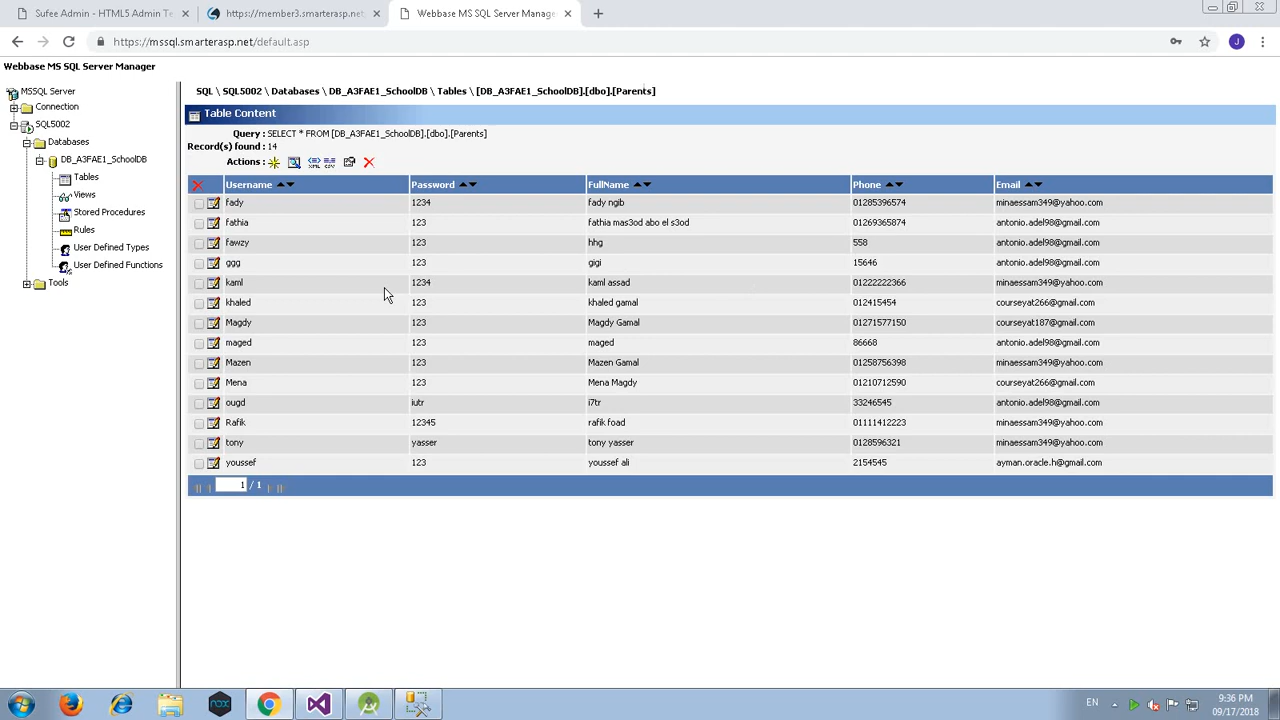 Sufee Admin - HTML5 Admin Te
https://member3.smarterasp.net
Webbase MS SQL Server Manage
https://mssql.smarterasp.net/default.asp
J
Webbase MS SQL Server Manager
MSSQL Server
Connection
SQL5002
Databases
DB_A3FAE1_SchoolDB
Tables
Views
Stored Procedures
Rules
User Defined Types
User Defined Functions
Tools
SQL \ SQL5002 \ Databases \ DB_A3FAE1_SchoolDB \ Tables \ [DB_A3FAE1_SchoolDB].[dbo].[Parents]
Table Content
Query : SELECT * FROM [DB_A3FAE1_SchoolDB].[dbo].[Parents]
Record(s) found : 14
Actions :
Username Password FullName Phone Email
fady 1234 fady ngib 01285396574 minaessam349@yahoo.com
fathia 123 fathia mas3od abo el s3od 01269365874 antonio.adel98@gmail.com
fawzy 123 hhg 558 antonio.adel98@gmail.com
ggg 123 gigi 15646 antonio.adel98@gmail.com
kaml 1234 kaml assad 01222222366 minaessam349@yahoo.com
khaled 123 khaled gamal 012415454 courseyat266@gmail.com
Magdy 123 Magdy Gamal 01271577150 courseyat187@gmail.com
maged 123 maged 86668 antonio.adel98@gmail.com
Mazen 123 Mazen Gamal 01258756398 minaessam349@yahoo.com
Mena 123 Mena Magdy 01210712590 courseyat266@gmail.com
ougd iutr i7tr 33246545 antonio.adel98@gmail.com
Rafik 12345 rafik foad 01111412223 minaessam349@yahoo.com
tony yasser tony yasser 0128596321 minaessam349@yahoo.com
youssef 123 youssef ali 2154545 ayman.oracle.h@gmail.com
1 / 1
nox
EN
9:36 PM
09/17/2018